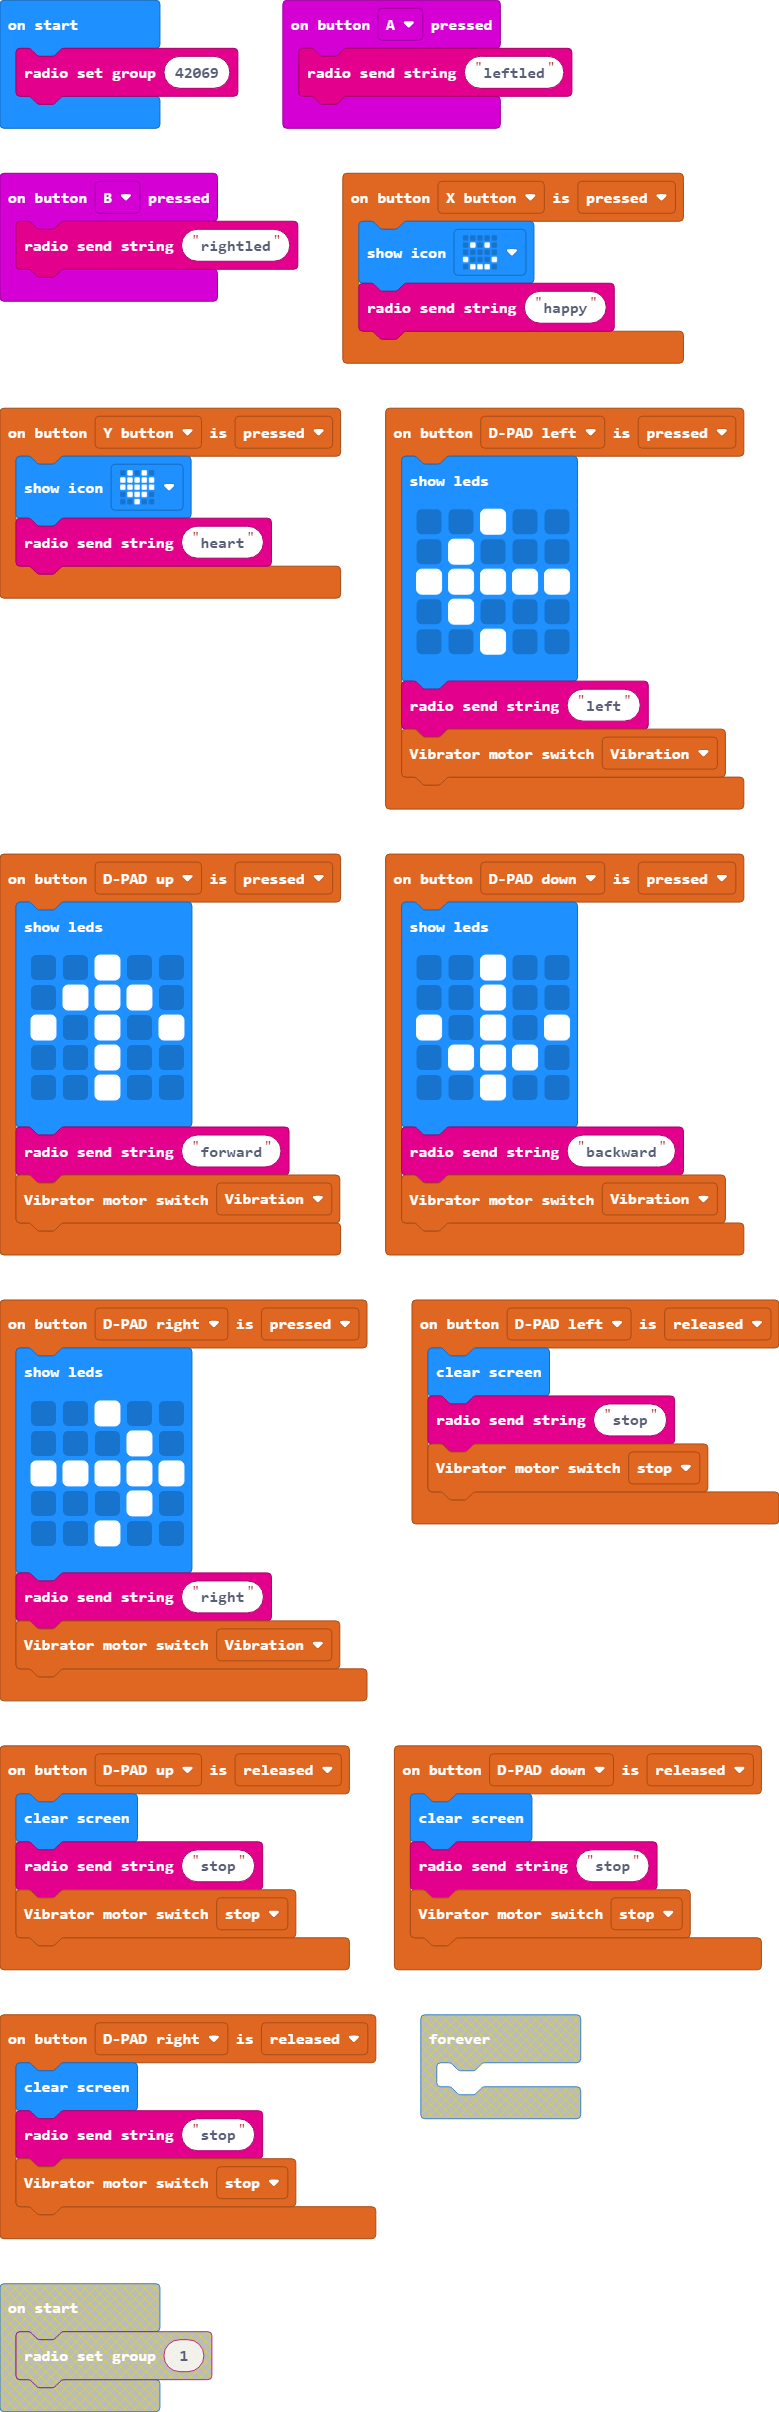 on start
radio set group 42069
on button A pressed
radio send string "leftled"
on button B pressed
radio send string "rightled"
on button X button is pressed
show icon
radio send string "happy"
on button Y button is pressed
show icon
radio send string "heart"
on button D-PAD left is pressed
show leds
radio send string "left"
Vibrator motor switch Vibration
on button D-PAD up is pressed
show leds
radio send string "forward"
Vibrator motor switch Vibration
on button D-PAD down is pressed
show leds
radio send string "backward"
Vibrator motor switch Vibration
on button D-PAD right is pressed
show leds
radio send string "right"
Vibrator motor switch Vibration
on button D-PAD left is released
clear screen
radio send string "stop"
Vibrator motor switch stop
on button D-PAD up is released
clear screen
radio send string "stop"
Vibrator motor switch stop
on button D-PAD down is released
clear screen
radio send string "stop"
Vibrator motor switch stop
on button D-PAD right is released
clear screen
radio send string "stop"
Vibrator motor switch stop
forever
on start
radio set group 1